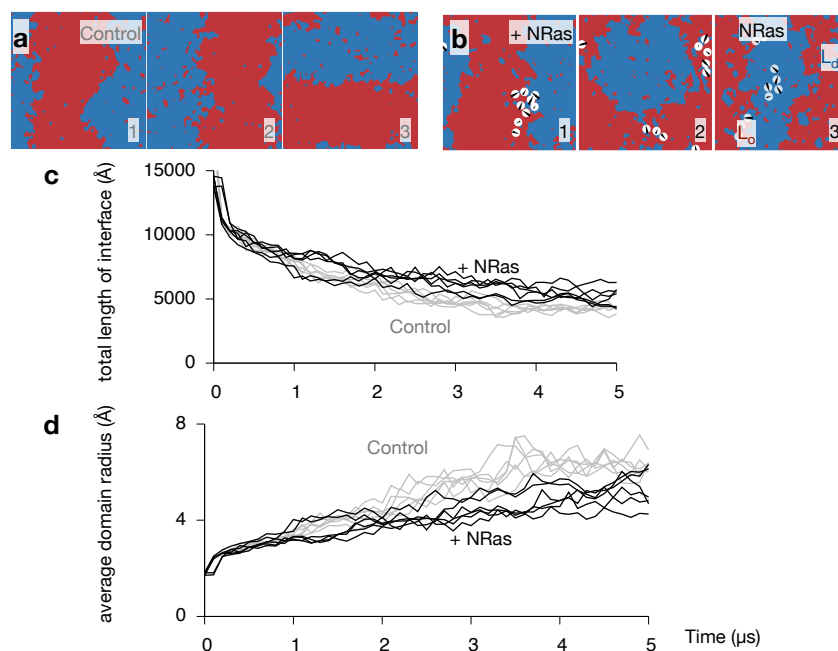 a Control 1 2 3
b + NRas NRas Ld Lo 1 2 3
c
total length of interface (Å)
15000
10000
5000
0
+ NRas
Control
0 1 2 3 4 5
d
average domain radius (Å)
8
4
0
Control
+ NRas
0 1 2 3 4 5
Time (μs)